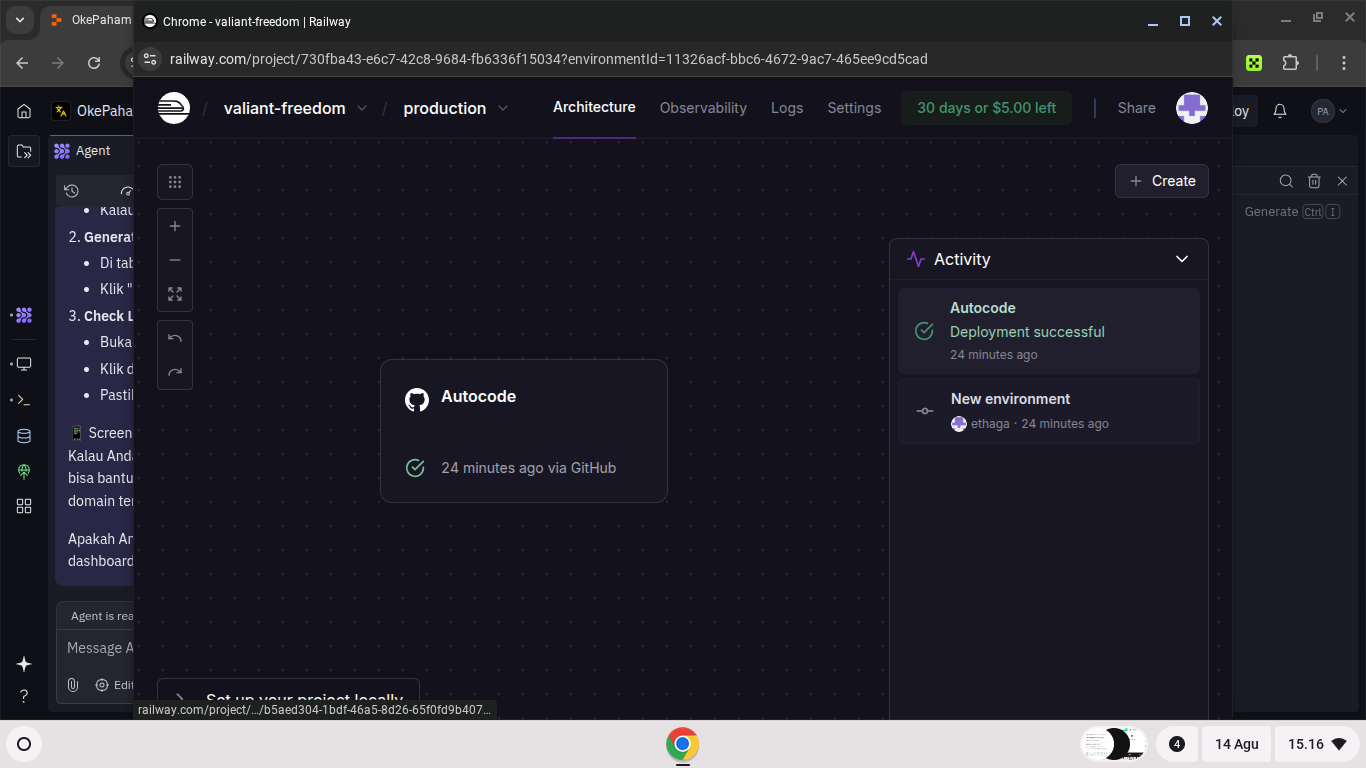 OkePaham
Chrome - valiant-freedom | Railway
railway.com/project/730fba43-e6c7-42c8-9684-fb6336f15034?environmentId=11326acf-bbc6-4672-9ac7-465ee9cd5cad
OkePaha
/ valiant-freedom / production
Architecture
Observability
Logs
Settings
30 days or $5.00 left
Share
oy
PA
Agent
Create
Generate Ctrl I
Kalau
2. Generat
Di tab
Klik "
3. Check L
Buka
Klik d
Pastil
Screen
Kalau Anda
bisa bantu
domain ter
Apakah An
dashboard
Agent is rea
Message A
Edit
Activity
Autocode
Deployment successful
24 minutes ago
New environment
ethaga · 24 minutes ago
Autocode
24 minutes ago via GitHub
Set up your project locally
railway.com/project/.../b5aed304-1bdf-46a5-8d26-65f0fd9b407...
4
14 Agu
15.16